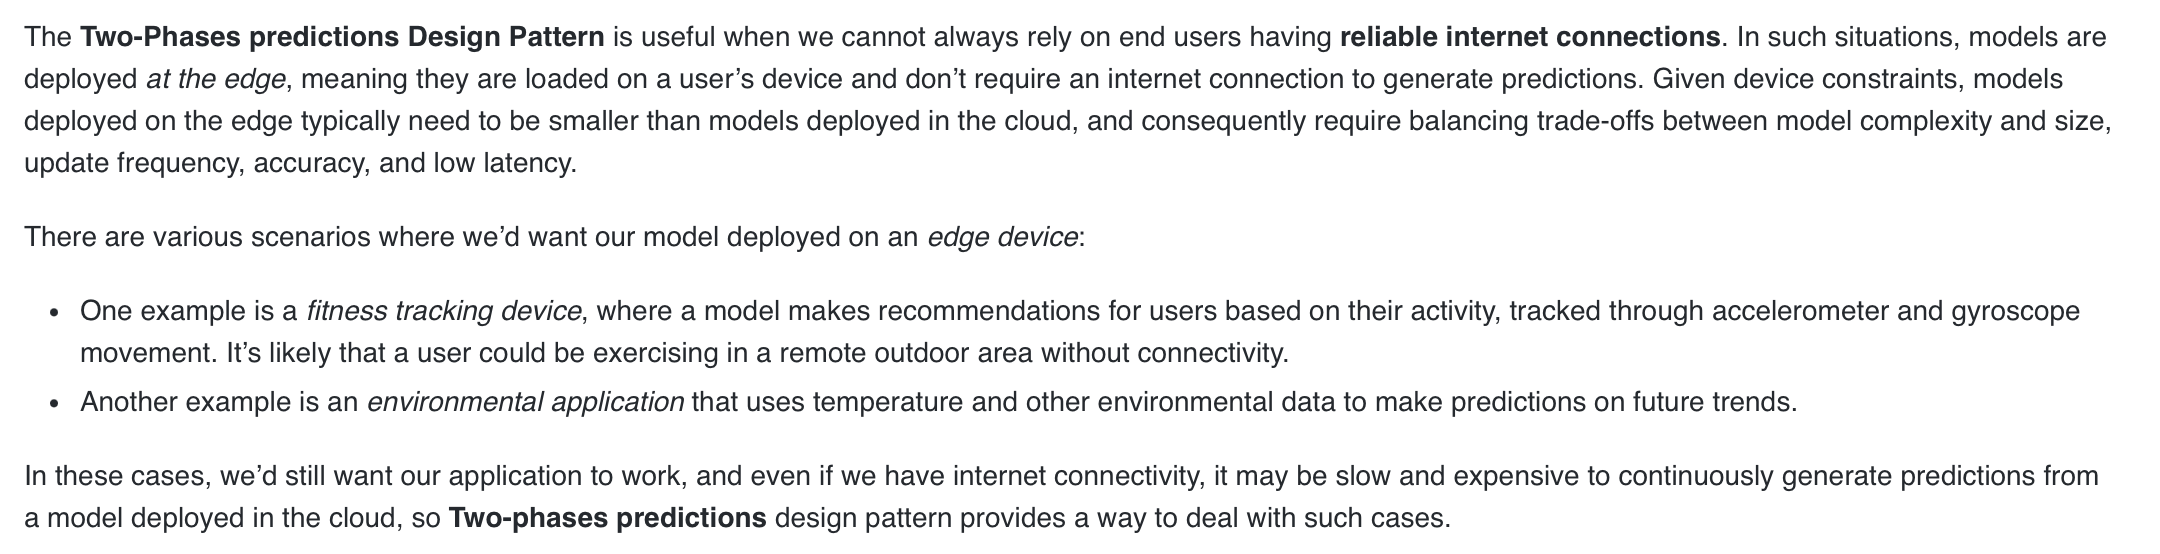 The Two-Phases predictions Design Pattern is useful when we cannot always rely on end users having reliable internet connections. In such situations, models are
deployed at the edge, meaning they are loaded on a user’s device and don’t require an internet connection to generate predictions. Given device constraints, models
deployed on the edge typically need to be smaller than models deployed in the cloud, and consequently require balancing trade-offs between model complexity and size,
update frequency, accuracy, and low latency.
There are various scenarios where we’d want our model deployed on an edge device:
• One example is a fitness tracking device, where a model makes recommendations for users based on their activity, tracked through accelerometer and gyroscope
movement. It’s likely that a user could be exercising in a remote outdoor area without connectivity.
• Another example is an environmental application that uses temperature and other environmental data to make predictions on future trends.
In these cases, we’d still want our application to work, and even if we have internet connectivity, it may be slow and expensive to continuously generate predictions from
a model deployed in the cloud, so Two-phases predictions design pattern provides a way to deal with such cases.